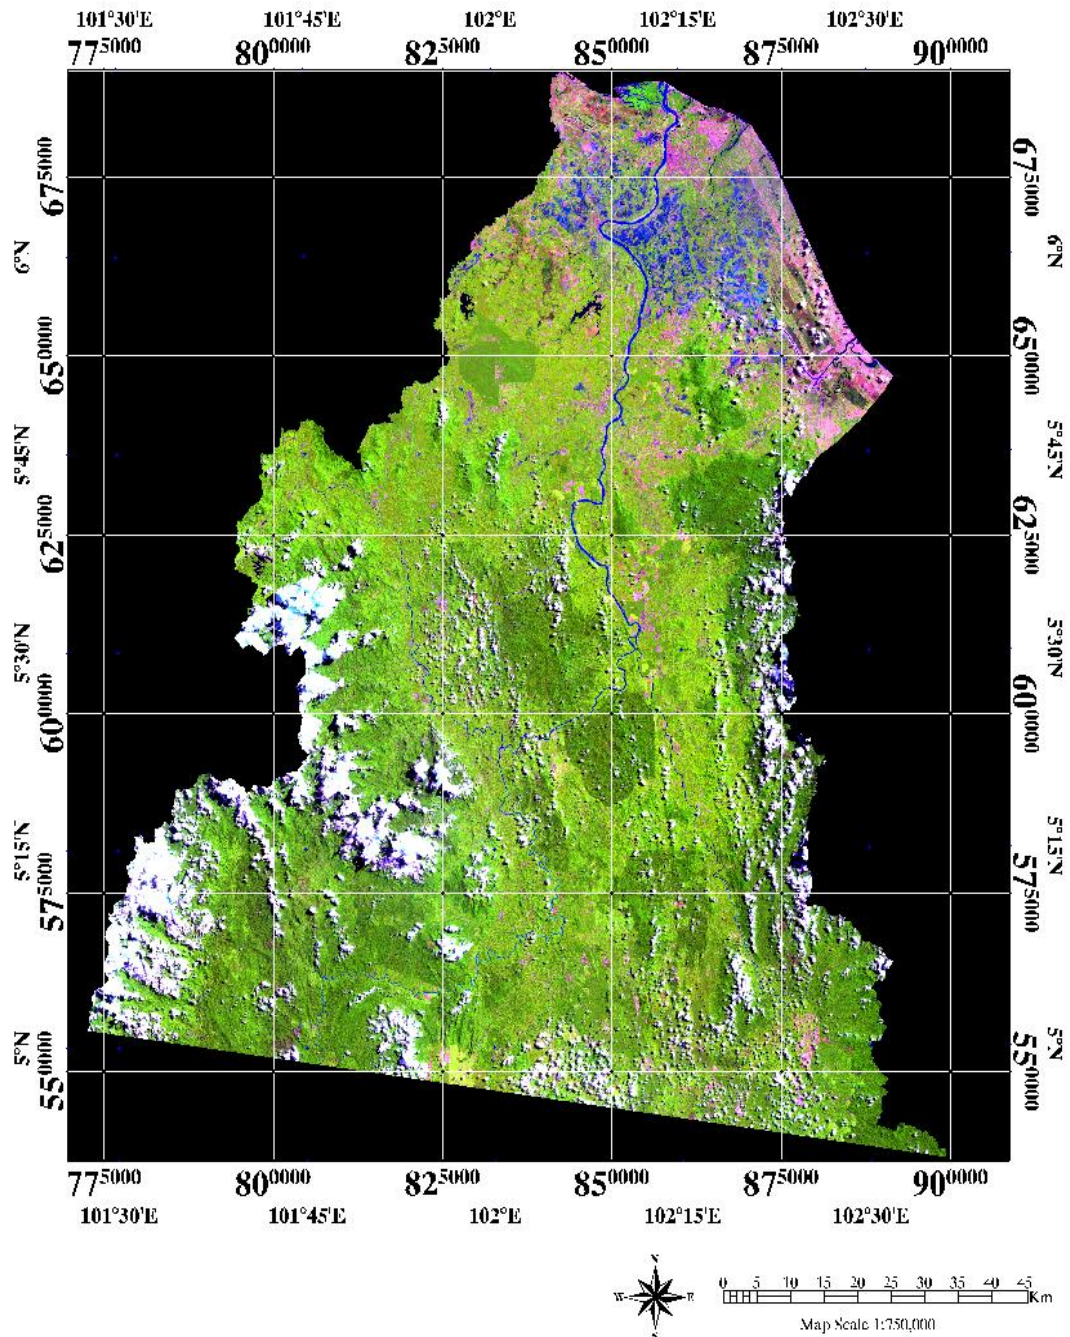 101°30'E 101°45'E 102°E 102°15'E 102°30'E
775000 800000 825000 850000 875000 900000
675000 675000
6°N 6°N
650000 650000
5°45'N 5°45'N
625000 625000
5°30'N 5°30'N
600000 600000
5°15'N 5°15'N
575000 575000
5°N 5°N
550000 550000
775000 800000 825000 850000 875000 900000
101°30'E 101°45'E 102°E 102°15'E 102°30'E
N
W E
S
0 5 10 15 20 25 30 35 40 45
Km
Map Scale 1:750,000